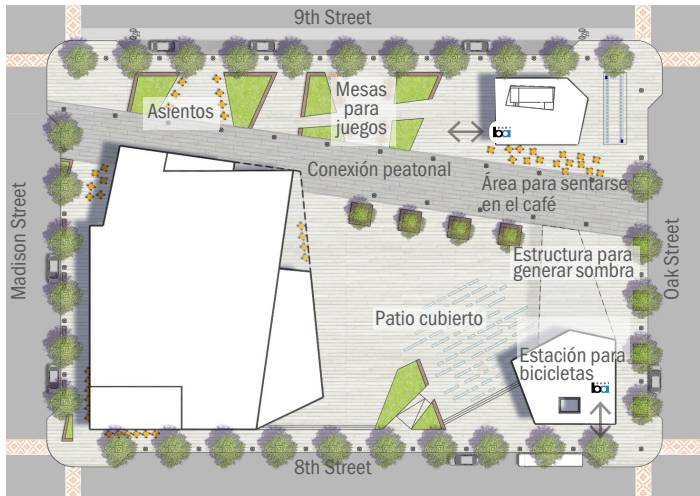 9th Street
Asientos
Mesas
para
juegos
Conexión peatonal
Área para sentarse
en el café
Madison Street
Oak Street
Estructura para
generar sombra
Patio cubierto
Estación para
bicicletas
8th Street